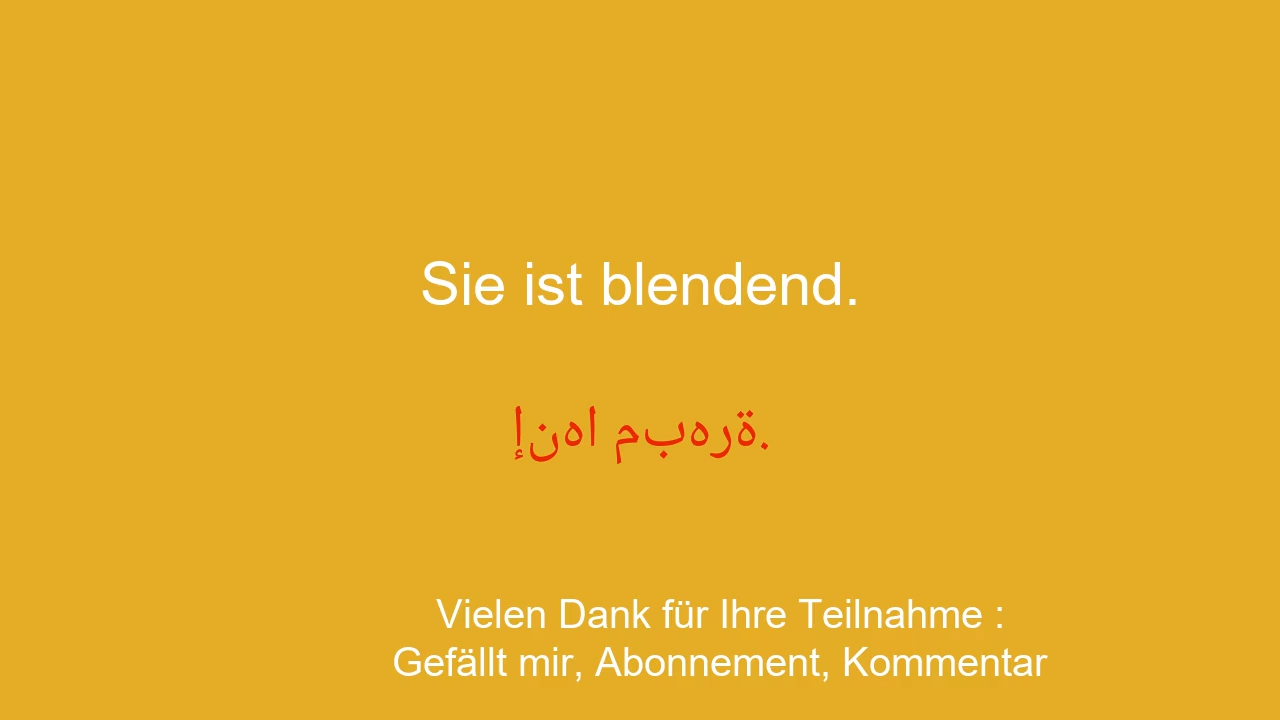 Sie ist blendend.
إنها مبهرة.
Vielen Dank für Ihre Teilnahme :
Gefällt mir, Abonnement, Kommentar